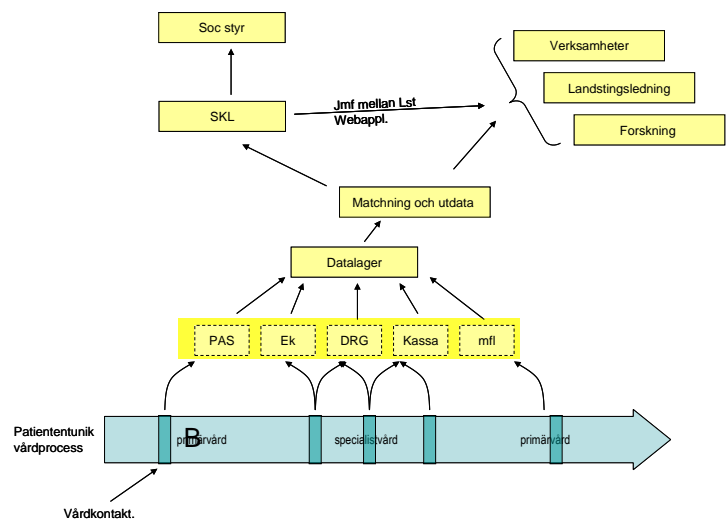 Soc styr
Verksamheter
Landstingsledning
Forskning
SKL
Jmf mellan Lst
Webappl.
Matchning och utdata
Datalager
PAS
Ek
DRG
Kassa
mfl
Patiententunik
vårdprocess
primärvård
B
specialistvård
primärvård
Vårdkontakt.